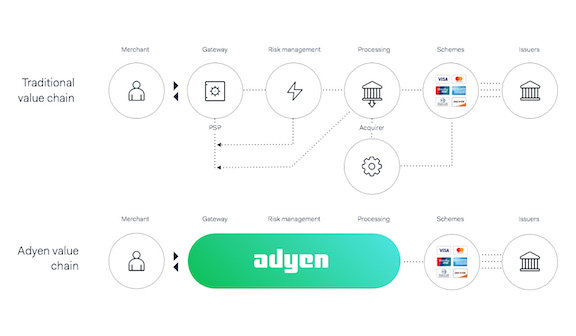 Merchant Gateway Risk management Processing Schemes Issuers
Traditional
value chain
VISA
PSP
Acquirer
Merchant Gateway Risk management Processing Schemes Issuers
Adyen value
chain
adyen
VISA